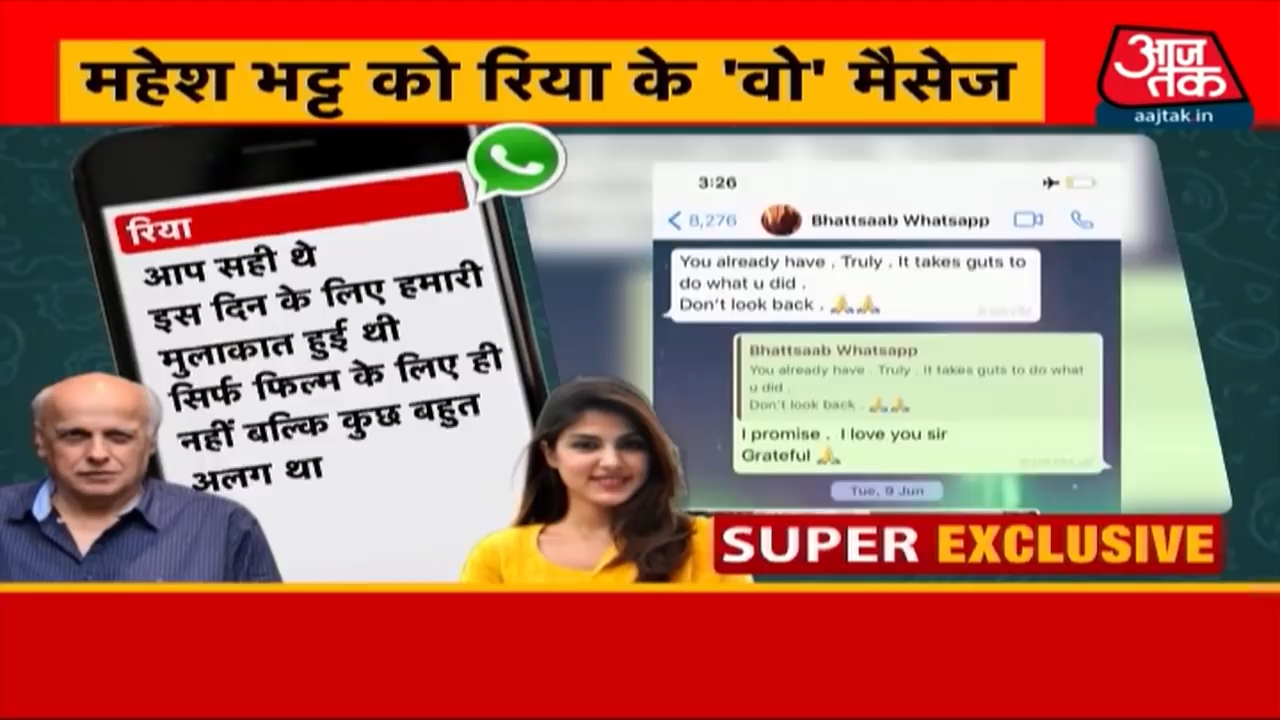 महेश भट्ट को रिया के 'वो' मैसेज
आज
तक
aajtak.in
रिया
आप सही थे
इस दिन के लिए हमारी
मुलाकात हुई थी
सिर्फ फिल्म के लिए ही
नहीं बल्कि कुछ बहुत
अलग था
3:26
8,276
Bhattsaab Whatsapp
You already have . Truly . It takes guts to
do what u did .
Don't look back . 🙏🙏
Bhattsaab Whatsapp
You already have . Truly . It takes guts to do what
u did .
Don't look back . 🙏🙏
I promise . I love you sir
Grateful 🙏
Tue, 9 Jun
SUPER EXCLUSIVE